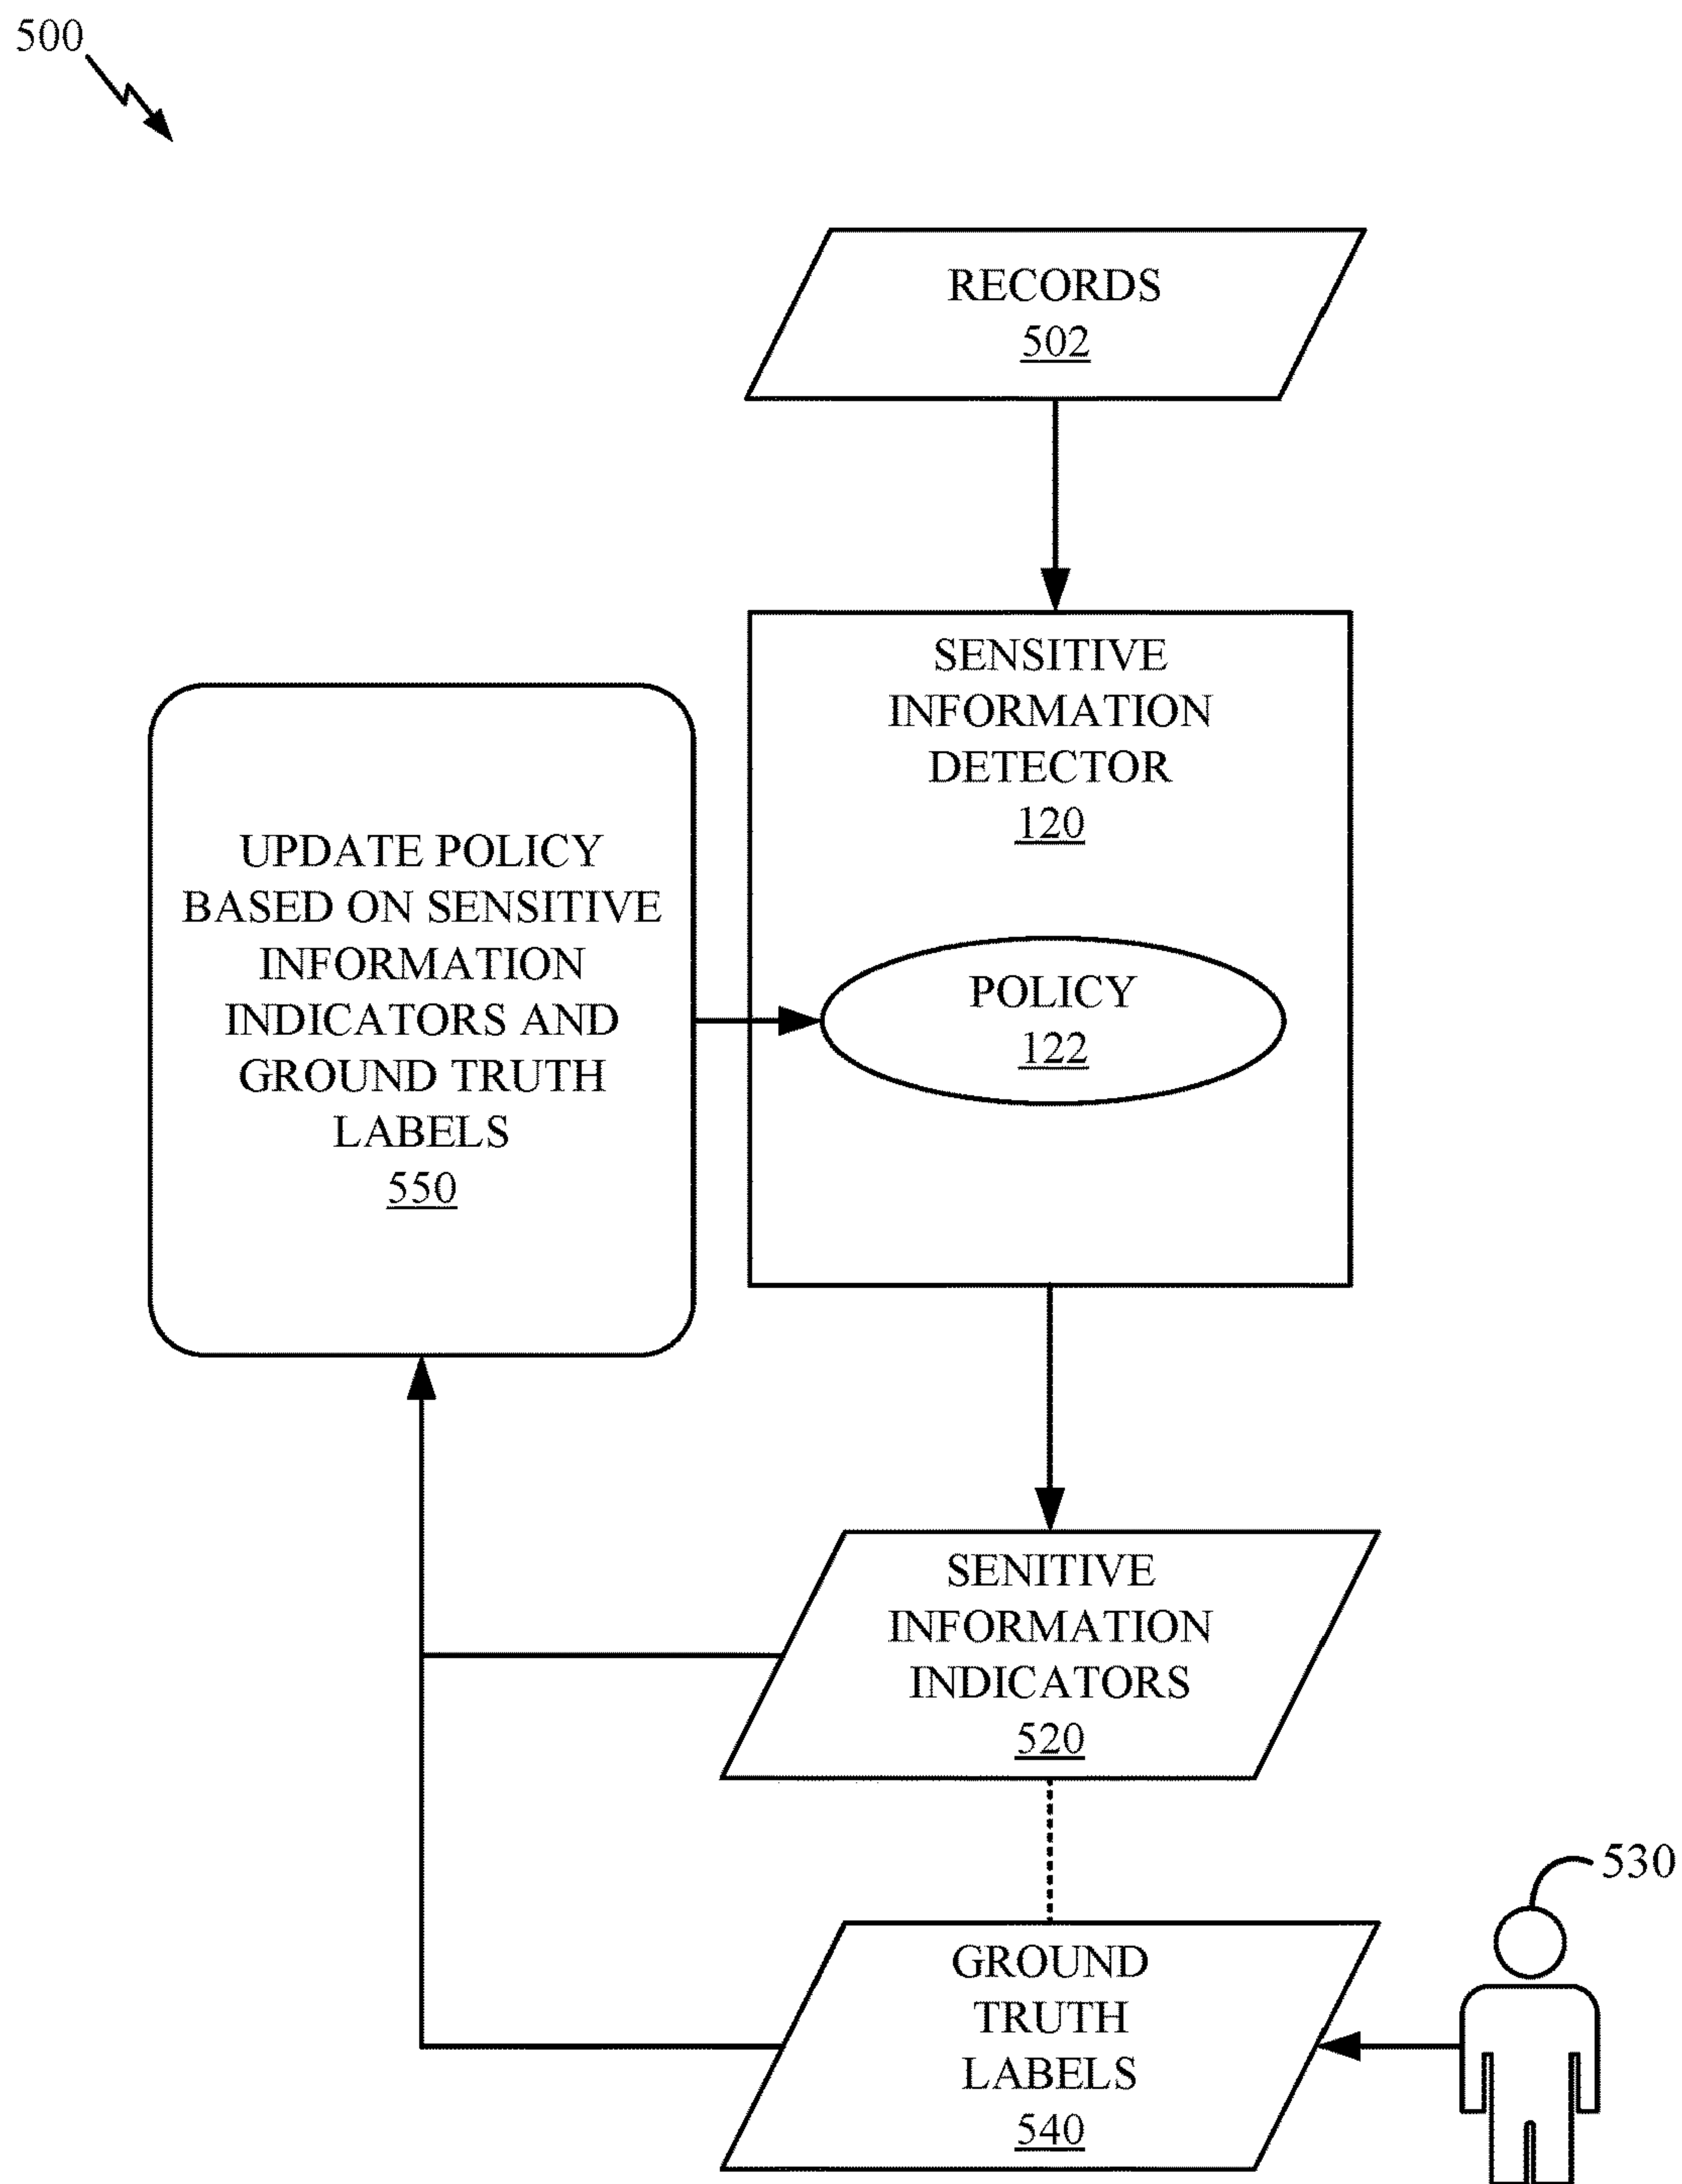 500
RECORDS
502
SENSITIVE
INFORMATION
DETECTOR
120
POLICY
122
UPDATE POLICY
BASED ON SENSITIVE
INFORMATION
INDICATORS AND
GROUND TRUTH
LABELS
550
SENITIVE
INFORMATION
INDICATORS
520
530
GROUND
TRUTH
LABELS
540